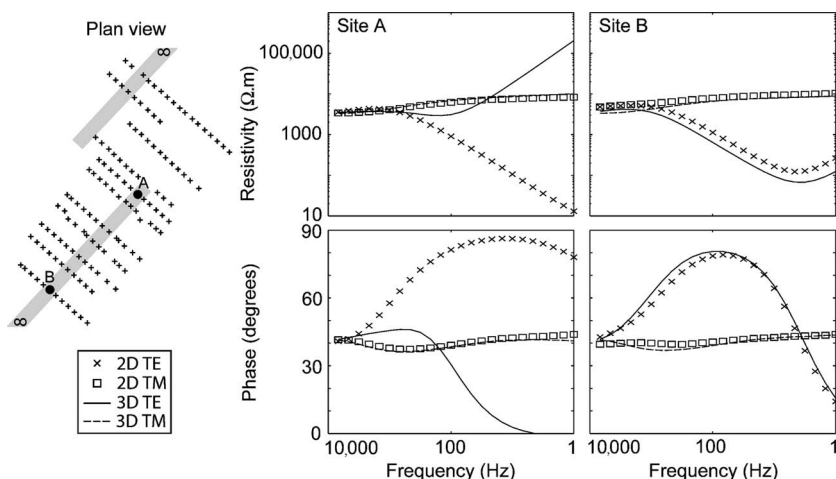 Plan view
∞
A
B
∞
× 2D TE
□ 2D TM
3D TE
3D TM
Site A
Site B
Resistivity (Ω.m)
100,000
1000
10
Phase (degrees)
90
60
30
0
10,000 100 1
10,000 100 1
Frequency (Hz)
Frequency (Hz)